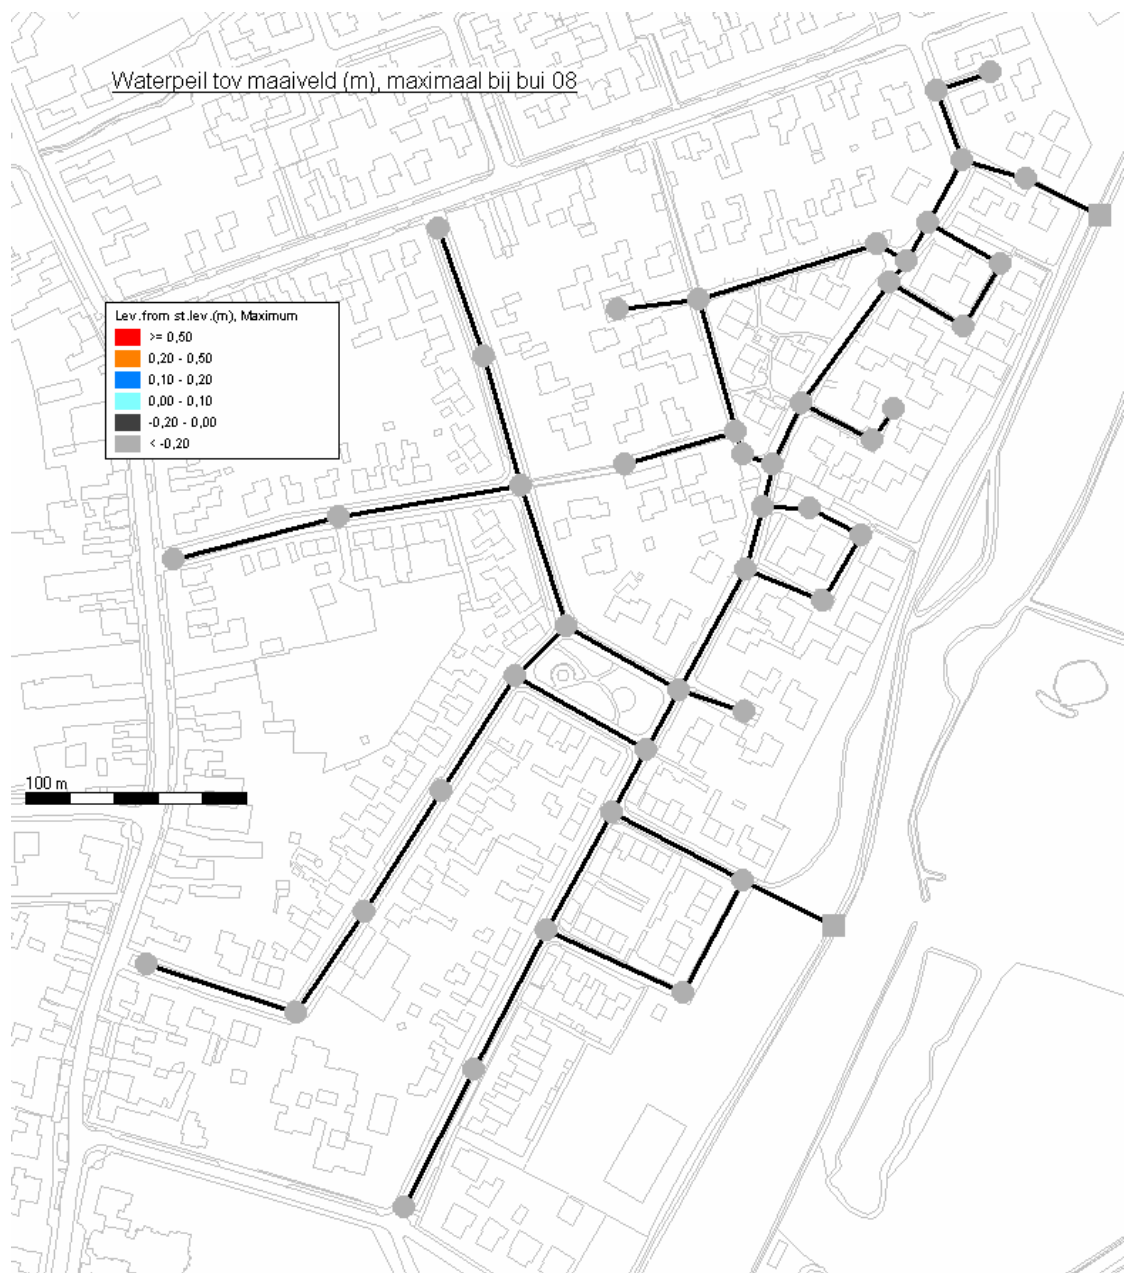 Waterpeil tov maaiveld (m), maximaal bij bui 08
Lev.from st.lev.(m), Maximum
>= 0,50
0,20 - 0,50
0,10 - 0,20
0,00 - 0,10
-0,20 - 0,00
< -0,20
100 m